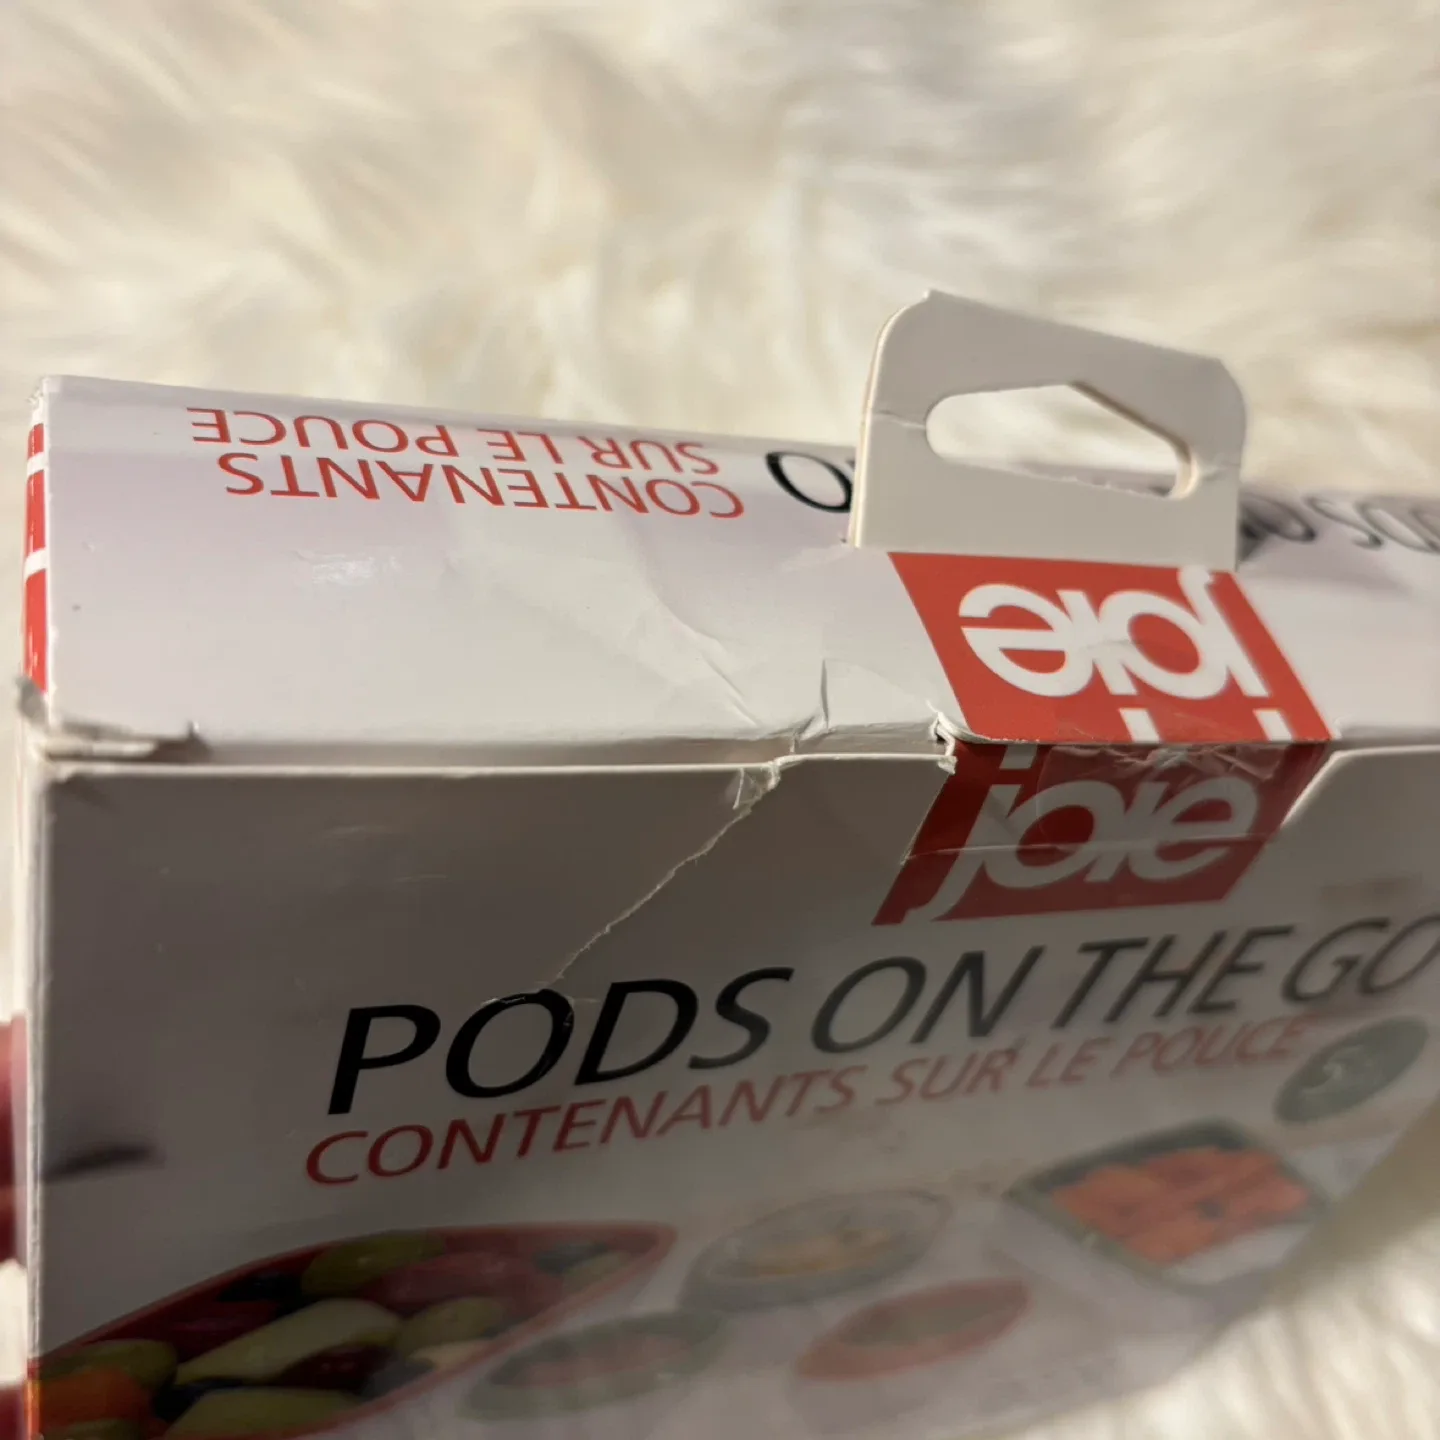 CONTENANTS
SUR LE POUCE
joie
joie
PODS ON THE GO
CONTENANTS SUR LE POUCE